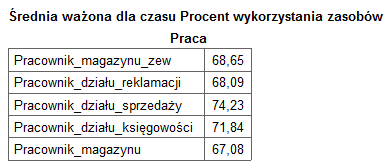 Średnia ważona dla czasu Procent wykorzystania zasobów
Praca
Pracownik_magazynu_zew 68,65
Pracownik_działu_reklamacji 68,09
Pracownik_działu_sprzedaży 74,23
Pracownik_działu_księgowości 71,84
Pracownik_magazynu 67,08